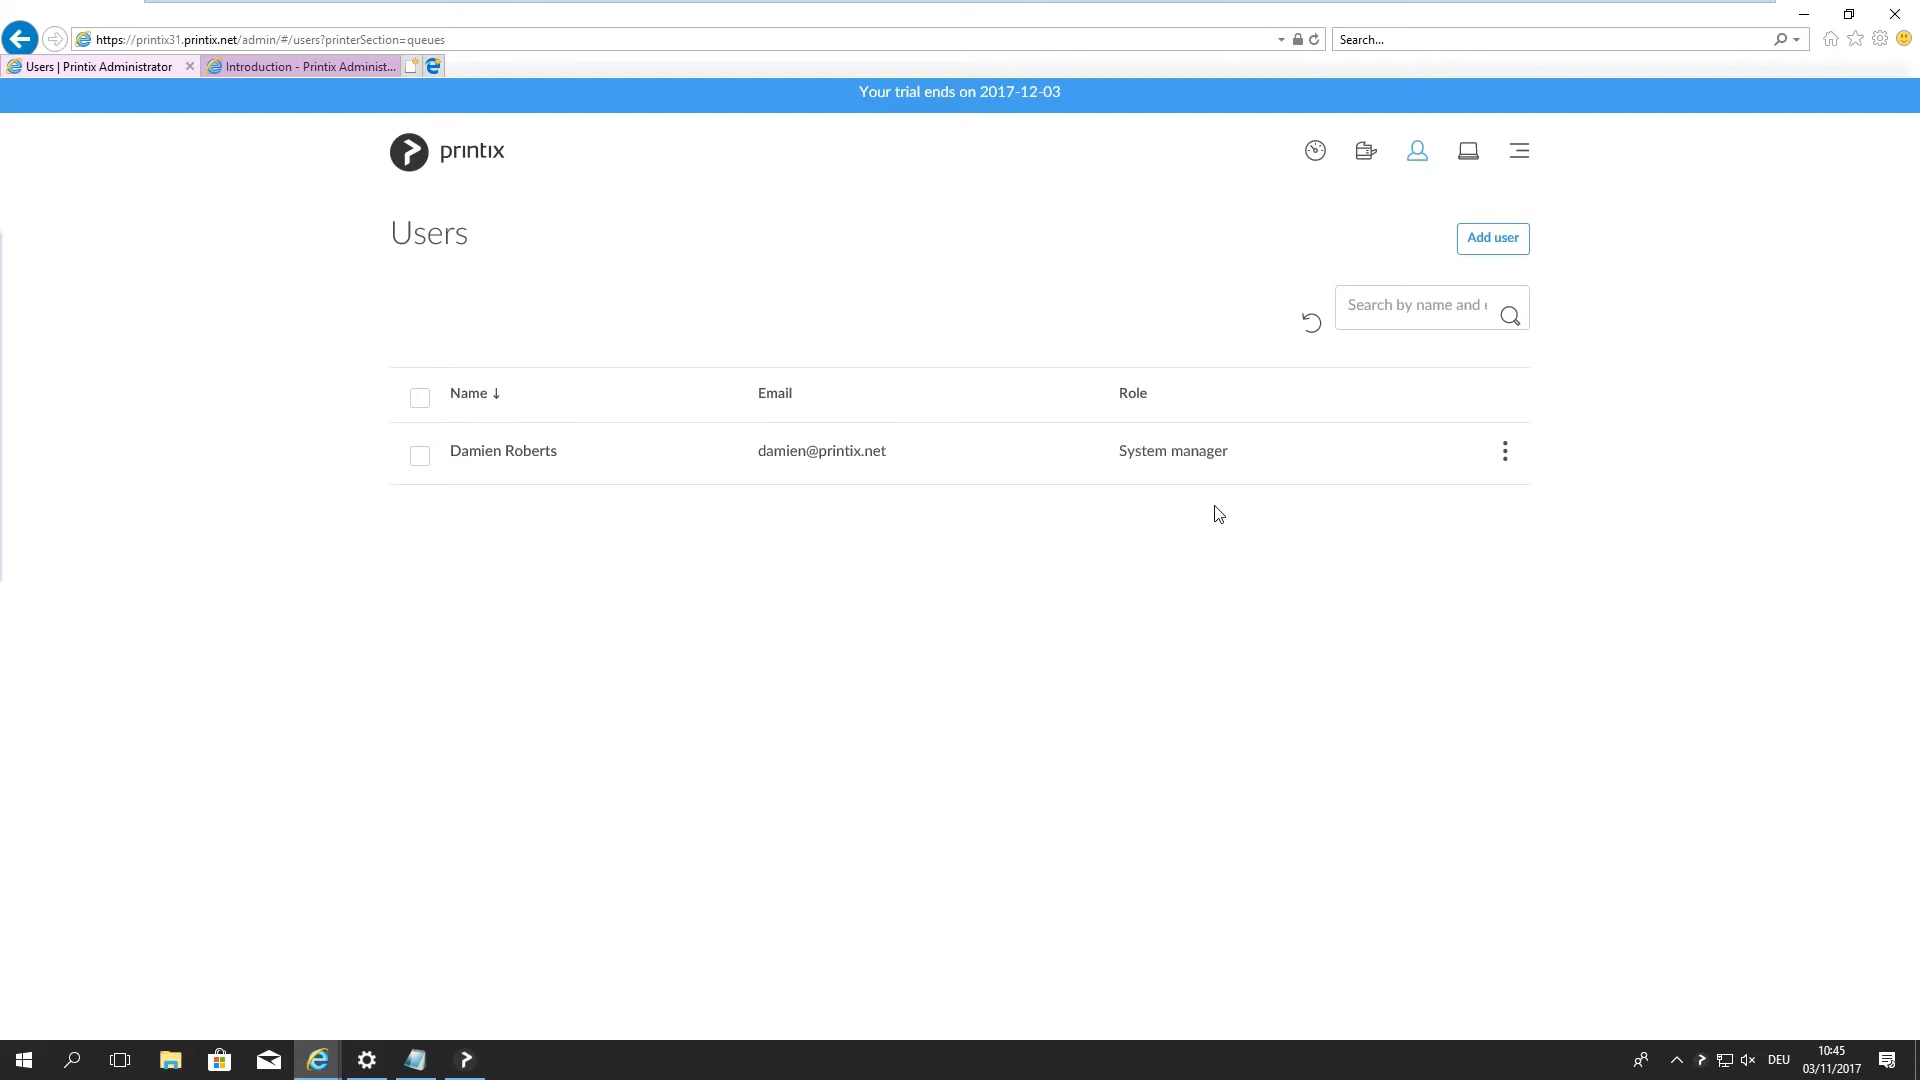 https://printix31.printix.net/admin/#/users?printerSection=queues
Search...
Users | Printix Administrator
Introduction - Printix Administ...
Your trial ends on 2017-12-03
printix
Users
Add user
Search by name and
Name ↓
Email
Role
Damien Roberts
damien@printix.net
System manager
DEU
10:45
03/11/2017